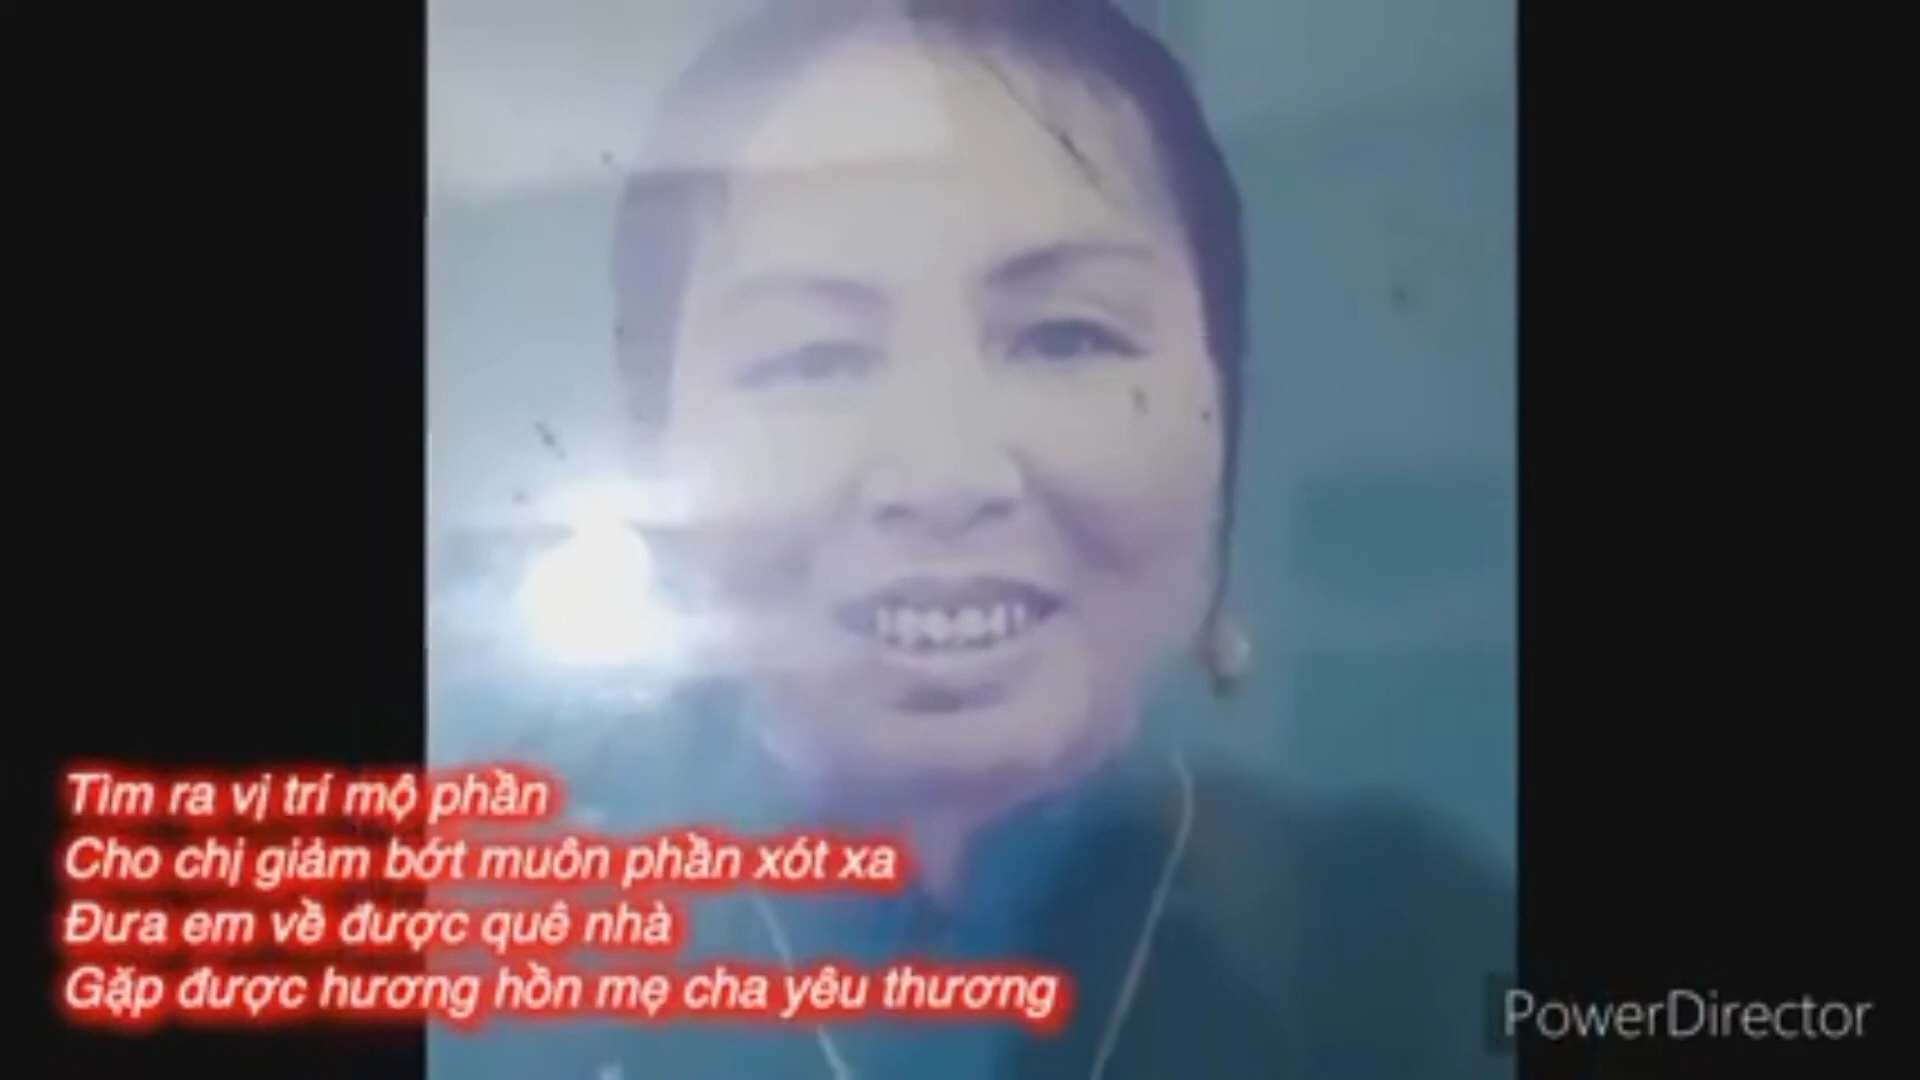 Tìm ra vị trí mộ phần
Cho chị giảm bớt muôn phần xót xa
Đưa em về được quê nhà
Gặp được hương hồn mẹ cha yêu thương
PowerDirector